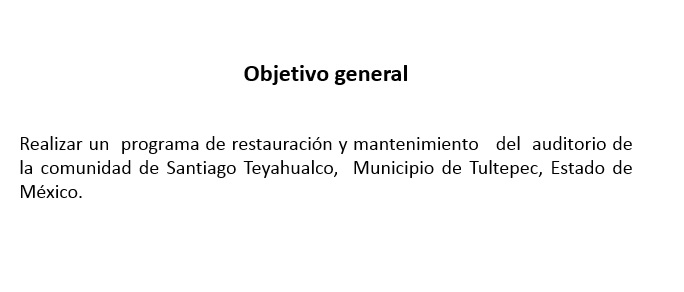 Objetivo general
Realizar un programa de restauración y mantenimiento del auditorio de
la comunidad de Santiago Teyahualco, Municipio de Tultepec, Estado de
México.